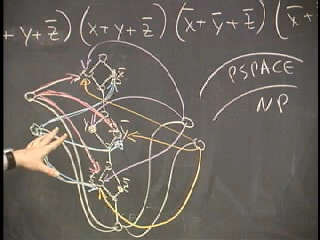 + y + z̅ ) ( x + y + z̅ ) ( x̅ + y̅ + z̅ ) ( x̅ +
PSPACE
NP